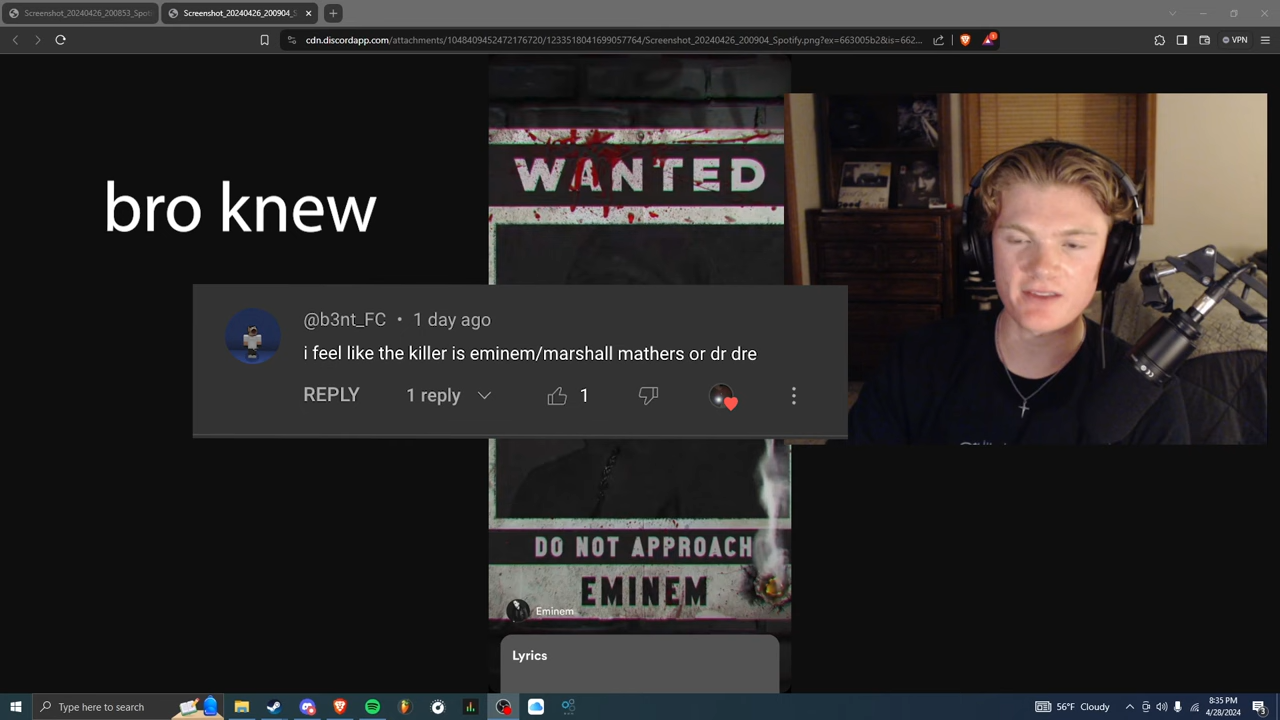 Screenshot_20240426_200853_Spoti
Screenshot_20240426_200904_S
cdn.discordapp.com/attachments/1048409452472176720/1233518041699057764/Screenshot_20240426_200904_Spotify.png?ex=663005b2&is=662...
1
VPN
WANTED
bro knew
@b3nt_FC • 1 day ago
i feel like the killer is eminem/marshall mathers or dr dre
REPLY 1 reply 1
DO NOT APPROACH
EMINEM
Eminem
Lyrics
Type here to search
56°F Cloudy
8:35 PM
4/28/2024
3